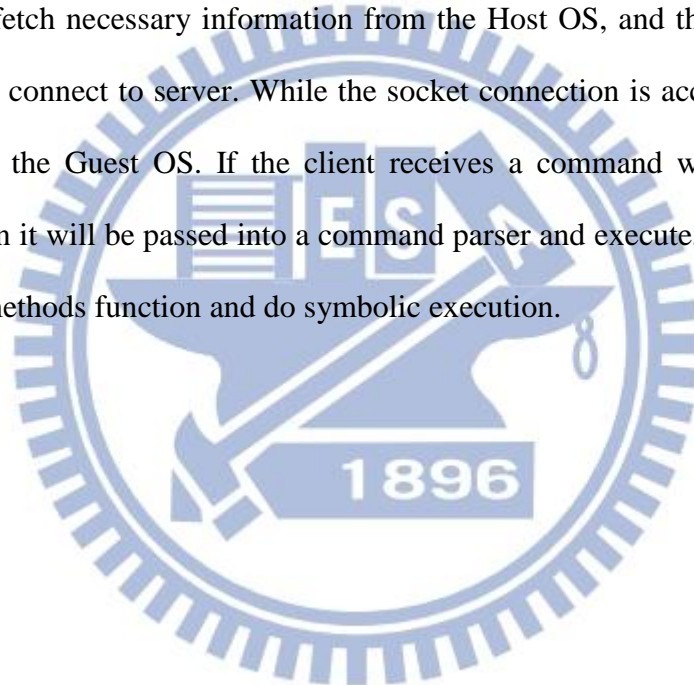 fetch necessary information from the Host OS, and th
connect to server. While the socket connection is acc
the Guest OS. If the client receives a command w
n it will be passed into a command parser and execute.
nethods function and do symbolic execution.
E S A
1896